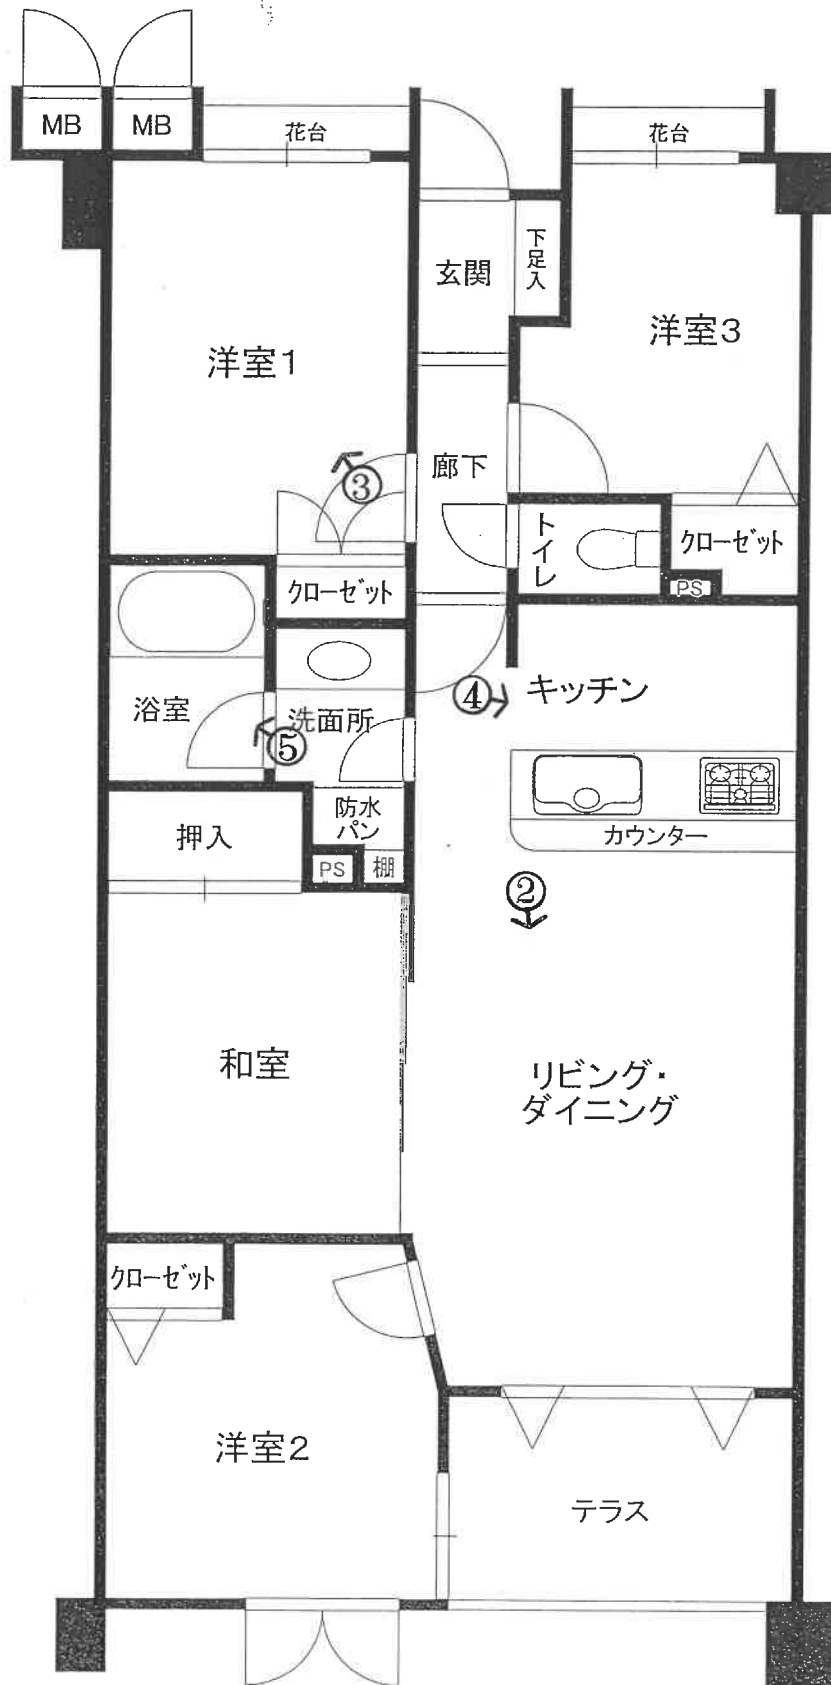 MB
MB
花台
花台
玄関
下足入
洋室1
洋室3
廊下
③
トイレ
クローゼット
PS
クローゼット
浴室
洗面所
④
キッチン
⑤
防水
パン
カウンター
押入
PS
棚
②
和室
リビング・
ダイニング
クローゼット
洋室2
テラス